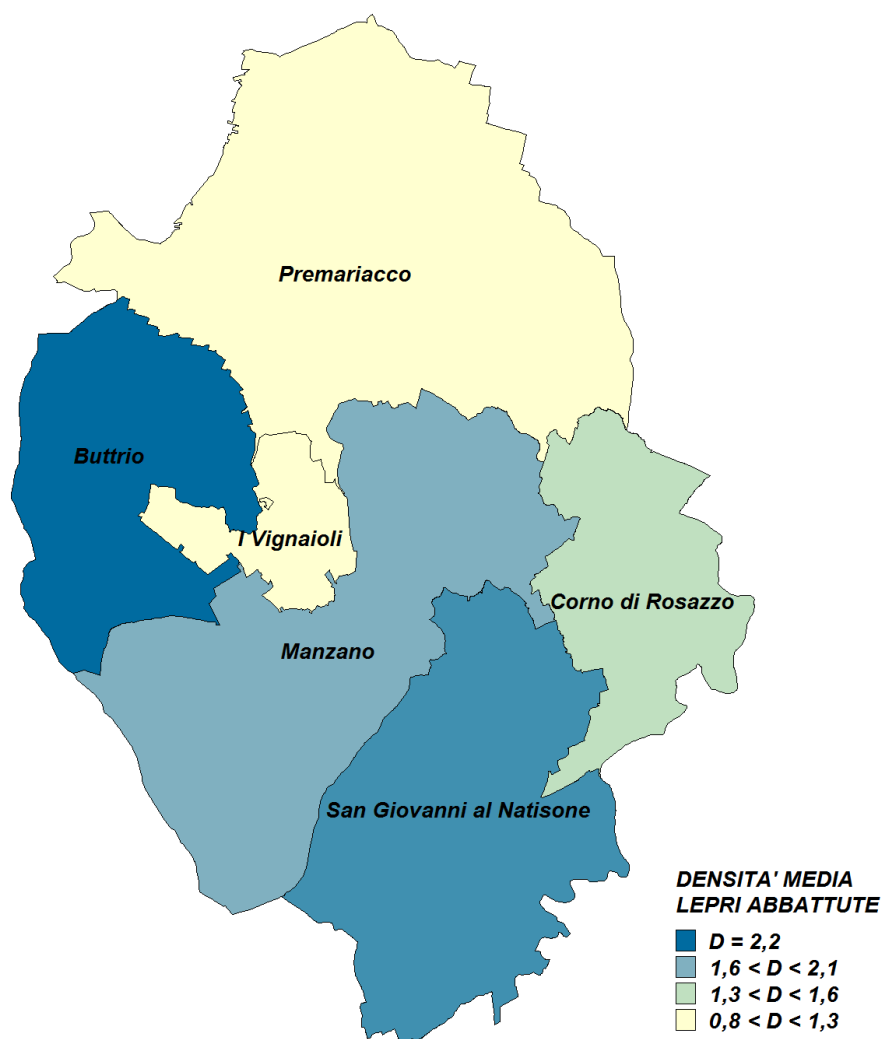 Premariacco
Buttrio
I Vignaioli
Corno di Rosazzo
Manzano
San Giovanni al Natisone
DENSITA' MEDIA
LEPRI ABBATTUTE
D = 2,2
1,6 < D < 2,1
1,3 < D < 1,6
0,8 < D < 1,3